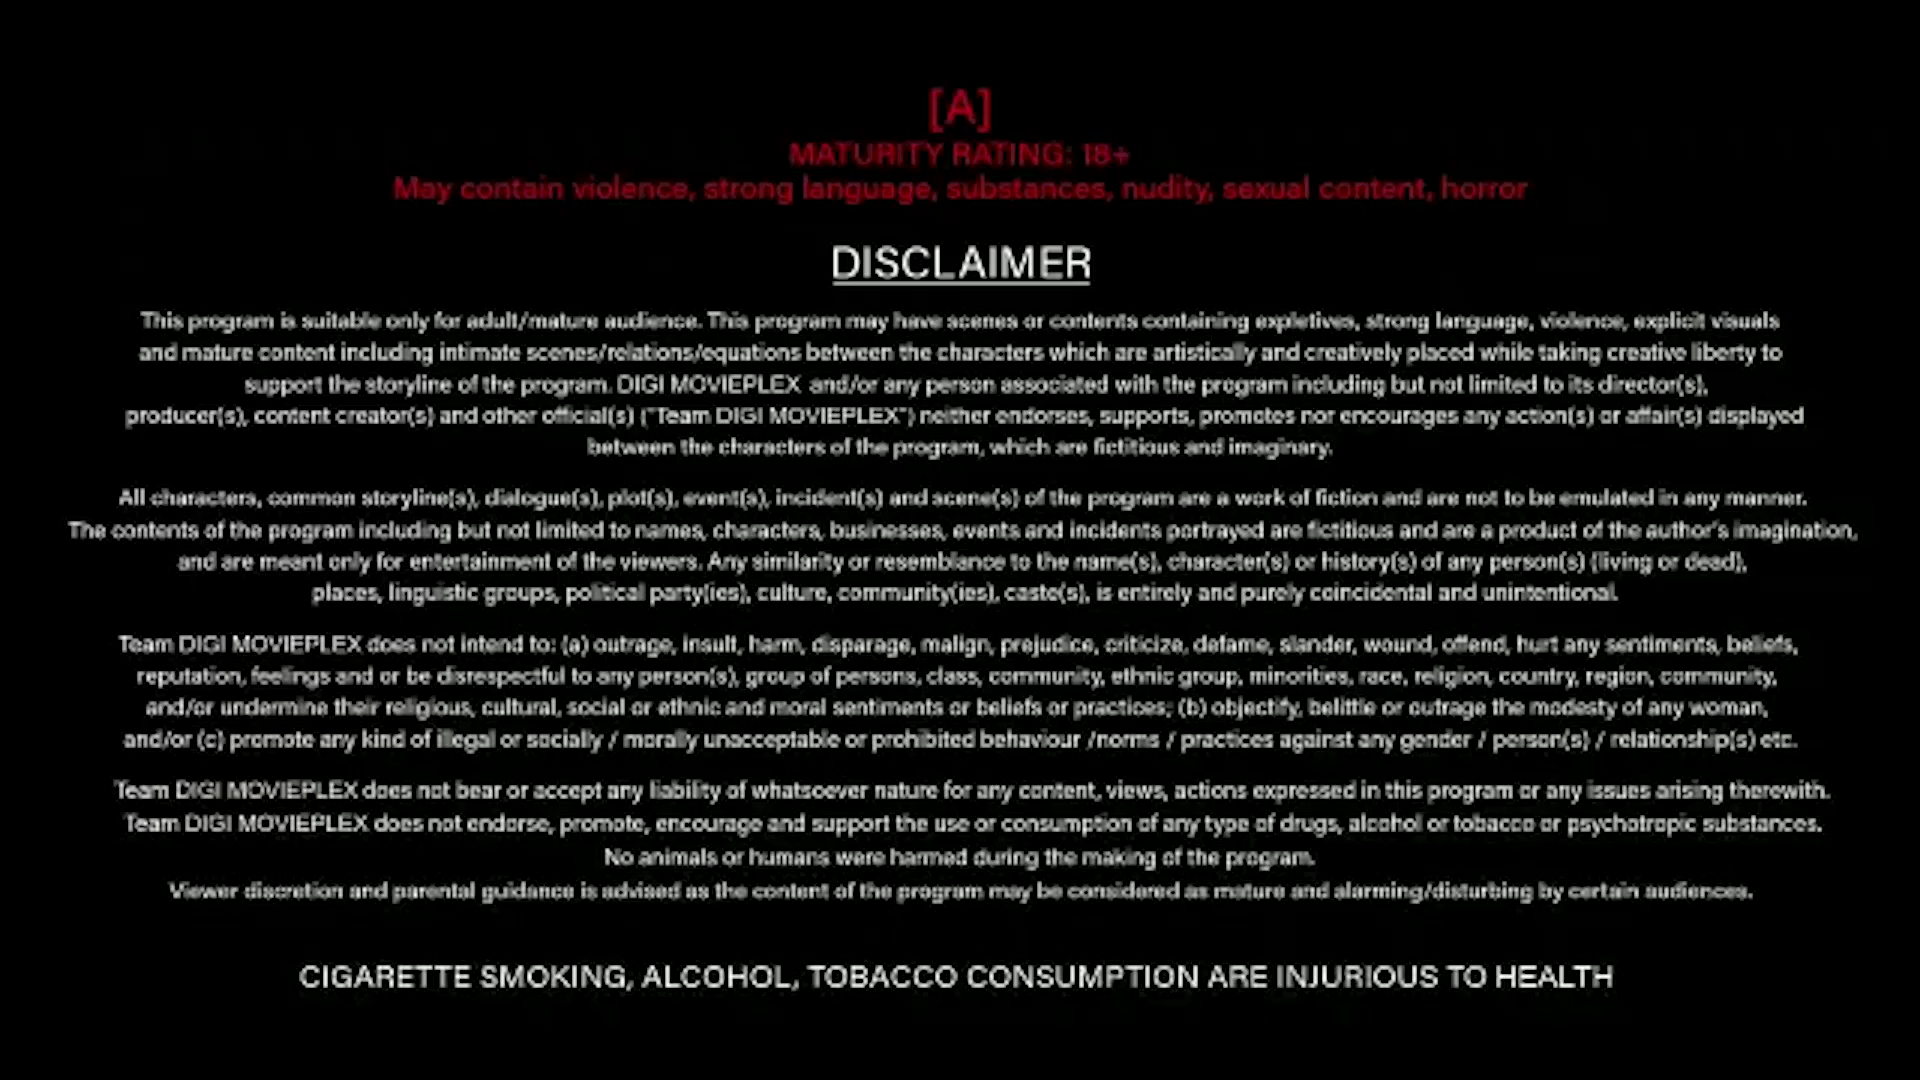 [A]
MATURITY RATING: 18+
May contain violence, strong language, substances, nudity, sexual content, horror
DISCLAIMER
This program is suitable only for adult/mature audience. This program may have scenes or contents containing expletives, strong language, violence, explicit visuals
and mature content including intimate scenes/relations/equations between the characters which are artistically and creatively placed while taking creative liberty to
support the storyline of the program. DIGI MOVIEPLEX and/or any person associated with the program including but not limited to its director(s),
producer(s), content creator(s) and other official(s) ("Team DIGI MOVIEPLEX") neither endorses, supports, promotes nor encourages any action(s) or affair(s) displayed
between the characters of the program, which are fictitious and imaginary.
All characters, common storyline(s), dialogue(s), plot(s), event(s), incident(s) and scene(s) of the program are a work of fiction and are not to be emulated in any manner.
The contents of the program including but not limited to names, characters, businesses, events and incidents portrayed are fictitious and are a product of the author's imagination,
and are meant only for entertainment of the viewers. Any similarity or resemblance to the name(s), character(s) or history(s) of any person(s) (living or dead),
places, linguistic groups, political party(ies), culture, community(ies), caste(s), is entirely and purely coincidental and unintentional.
Team DIGI MOVIEPLEX does not intend to: (a) outrage, insult, harm, disparage, malign, prejudice, criticize, defame, slander, wound, offend, hurt any sentiments, beliefs,
reputation, feelings and or be disrespectful to any person(s), group of persons, class, community, ethnic group, minorities, race, religion, country, region, community,
and/or undermine their religious, cultural, social or ethnic and moral sentiments or beliefs or practices; (b) objectify, belittle or outrage the modesty of any woman,
and/or (c) promote any kind of illegal or socially / morally unacceptable or prohibited behaviour /norms / practices against any gender / person(s) / relationship(s) etc.
Team DIGI MOVIEPLEX does not bear or accept any liability of whatsoever nature for any content, views, actions expressed in this program or any issues arising therewith.
Team DIGI MOVIEPLEX does not endorse, promote, encourage and support the use or consumption of any type of drugs, alcohol or tobacco or psychotropic substances.
No animals or humans were harmed during the making of the program.
Viewer discretion and parental guidance is advised as the content of the program may be considered as mature and alarming/disturbing by certain audiences.
CIGARETTE SMOKING, ALCOHOL, TOBACCO CONSUMPTION ARE INJURIOUS TO HEALTH